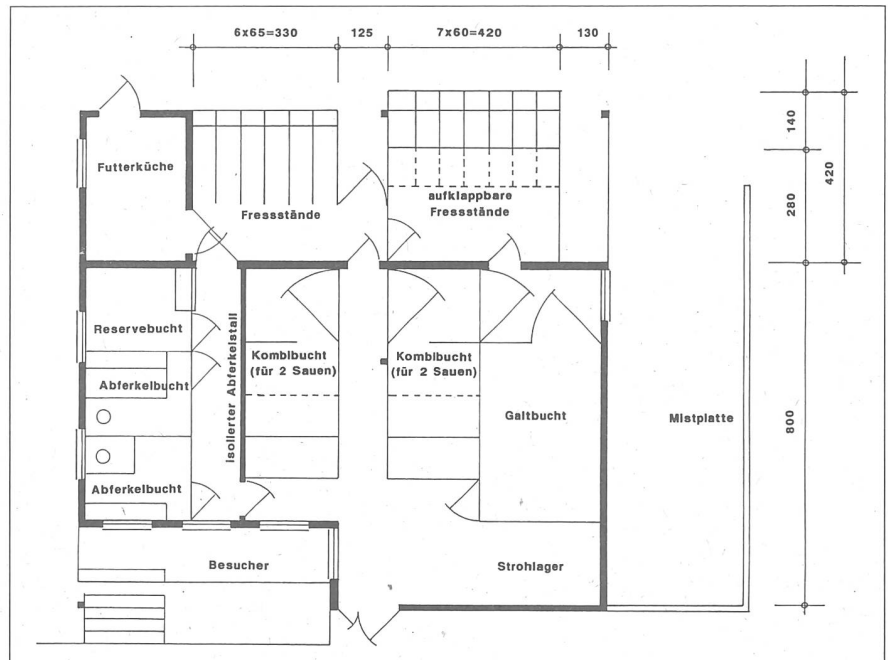 6x65=330
125
7x60=420
130
140
280
420
800
Futterküche
Fressstände
aufklappbare
Fressstände
Reservebucht
Abferkelbucht
Abferkelbucht
isolierter Abferkelstall
Kombibucht
(für 2 Sauen)
Kombibucht
(für 2 Sauen)
Galtbucht
Mistplatte
Besucher
Strohlager